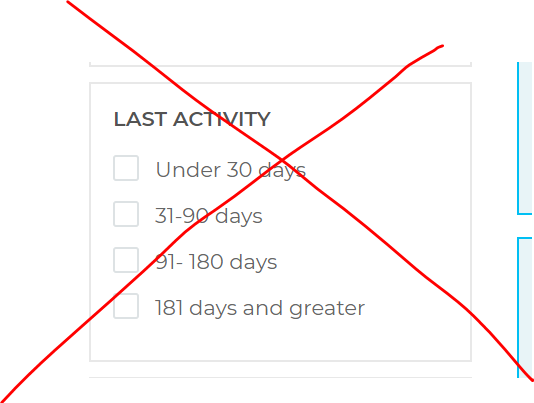 LAST ACTIVITY
Under 30 days
31-90 days
91- 180 days
181 days and greater